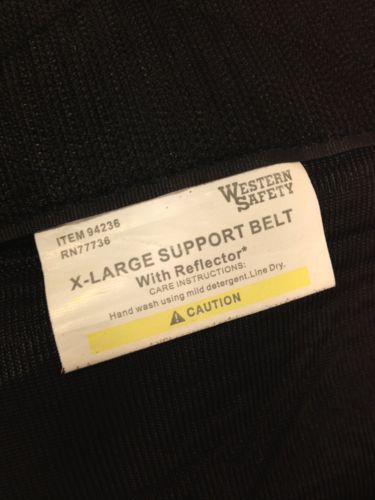 ITEM 94236
RN77736
WESTERN
SAFETY
X-LARGE SUPPORT BELT
With Reflector*
CARE INSTRUCTIONS:
Hand wash using mild detergent.Line Dry.
CAUTION